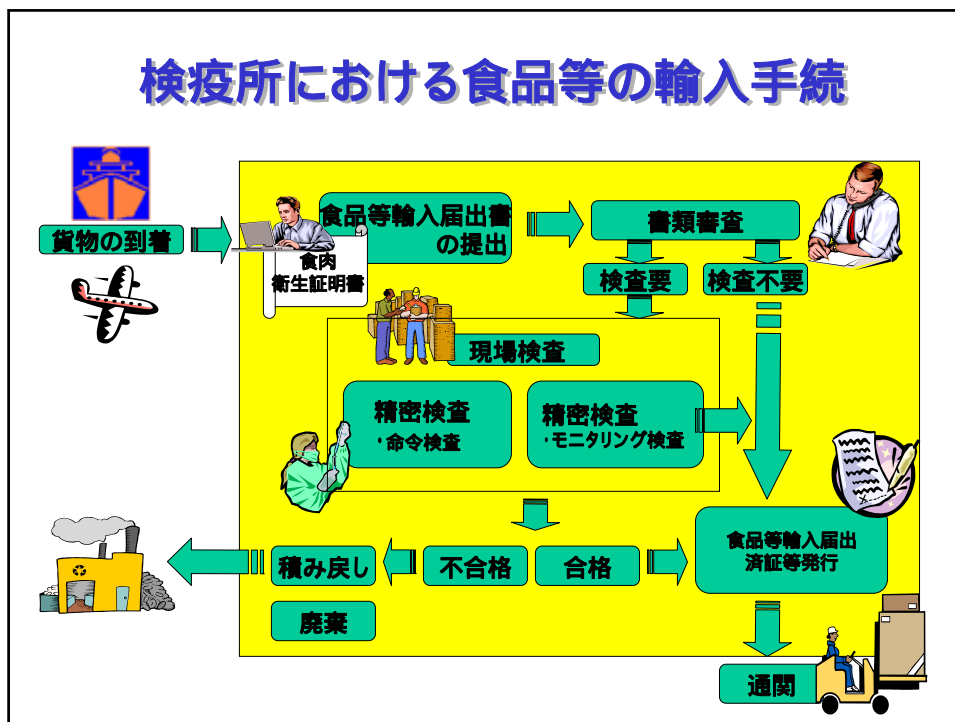 検疫所における食品等の輸入手続
貨物の到着
食品等輸入届出書
の提出
食肉
衛生証明書
書類審査
検査要
検査不要
現場検査
精密検査
・命令検査
精密検査
・モニタリング検査
積み戻し
不合格
合格
食品等輸入届出
済証等発行
廃棄
通関